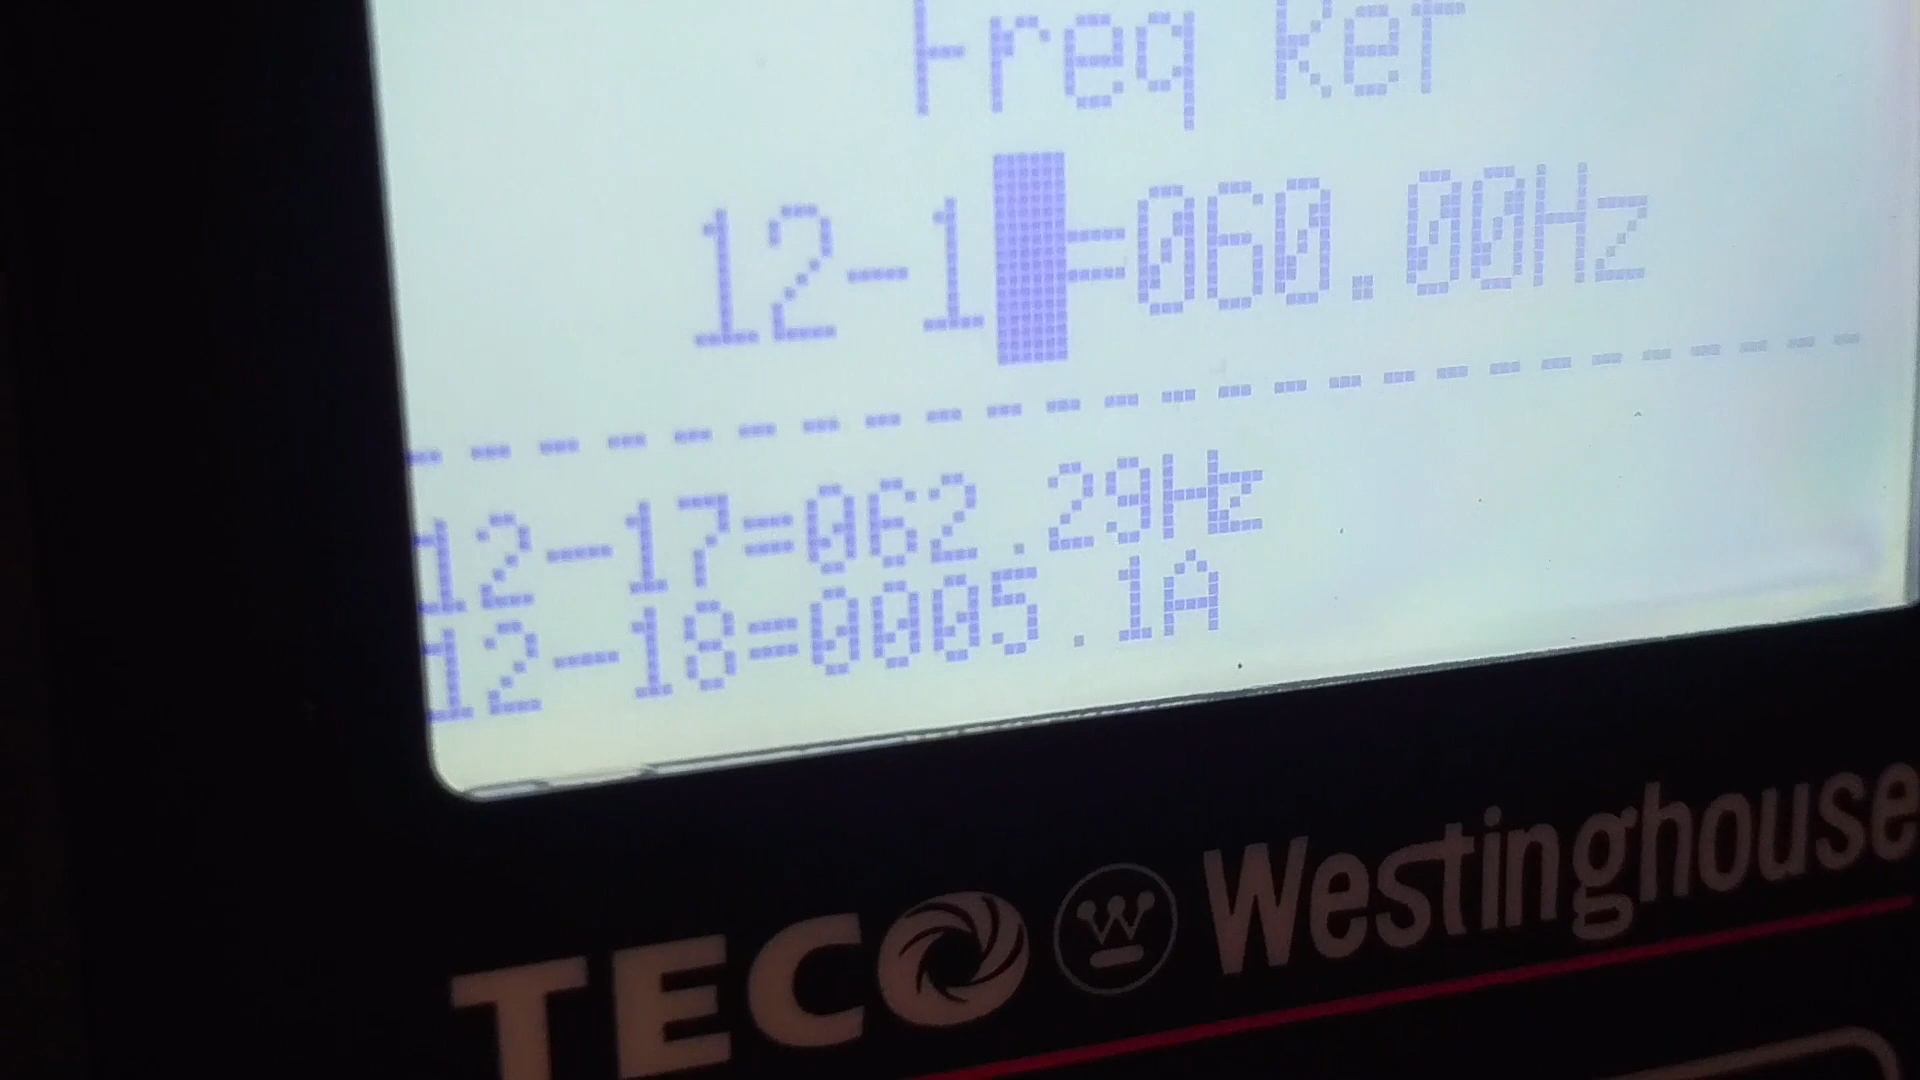 Freq Ref
12-1 =060.00Hz
12-17=062.29Hz
12-18=0005.1A
TECO Westinghouse